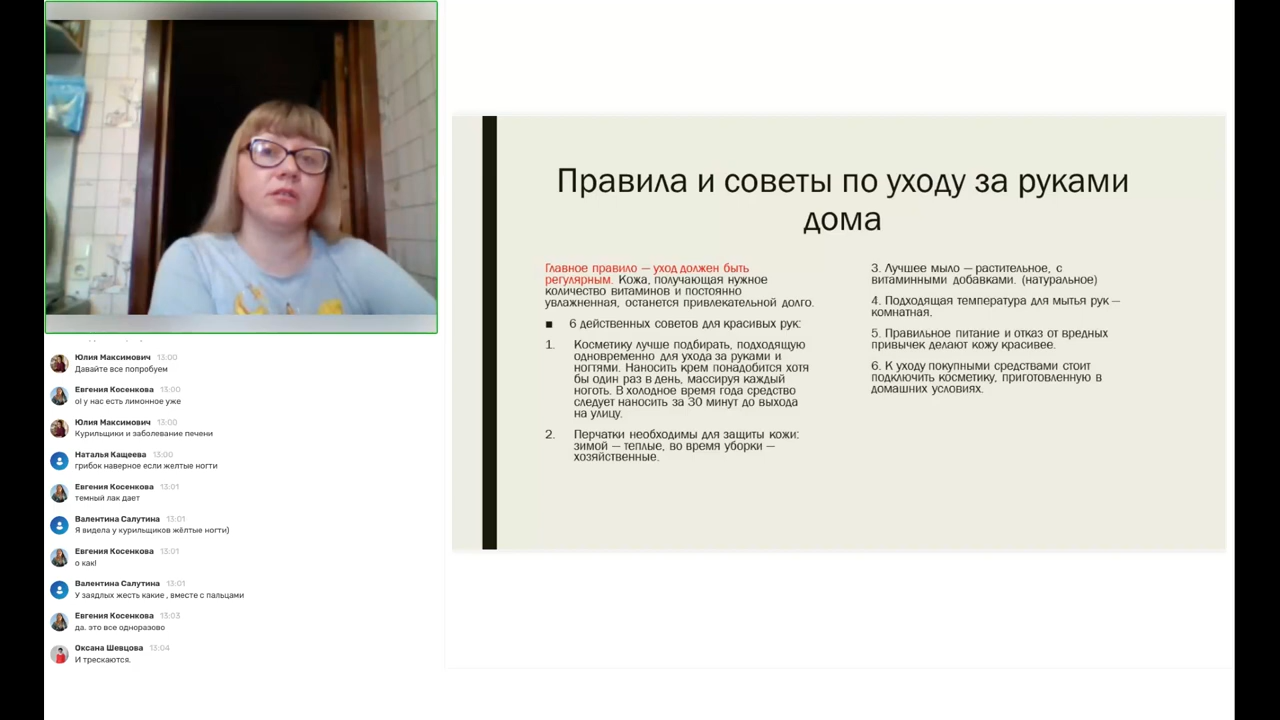 Правила и советы по уходу за руками
дома
Главное правило — уход должен быть
регулярным. Кожа, получающая нужное
количество витаминов и постоянно
увлажненная, останется привлекательной долго.
■ 6 действенных советов для красивых рук:
1. Косметику лучше подбирать, подходящую
одновременно для ухода за руками и
ногтями. Наносить крем понадобится хотя
бы один раз в день, массируя каждый
ноготь. В холодное время года средство
следует наносить за 30 минут до выхода
на улицу.
2. Перчатки необходимы для защиты кожи:
зимой — теплые, во время уборки —
хозяйственные.
3. Лучшее мыло — растительное, с
витаминными добавками. (натуральное)
4. Подходящая температура для мытья рук —
комнатная.
5. Правильное питание и отказ от вредных
привычек делают кожу красивее.
6. К уходу покупными средствами стоит
подключить косметику, приготовленную в
домашних условиях.
Юлия Максимович 13:00
Давайте все попробуем
Евгения Косенкова 13:00
о! у нас есть лимонное уже
Юлия Максимович 13:00
Курильщики и заболевание печени
Наталья Кащеева 13:00
грибок наверное если желтые ногти
Евгения Косенкова 13:01
темный лак дает
Валентина Салутина 13:01
Я видела у курильщиков жёлтые ногти)
Евгения Косенкова 13:01
о как!
Валентина Салутина 13:01
У заядлых жесть какие , вместе с пальцами
Евгения Косенкова 13:03
да. это все одноразово
Оксана Шевцова 13:04
И трескаются.